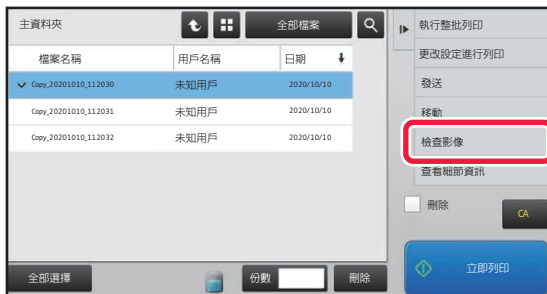 主資料夾
全部檔案
檔案名稱 用戶名稱 日期
Copy_20201010_112030 未知用戶 2020/10/10
Copy_20201010_112031 未知用戶 2020/10/10
Copy_20201010_112032 未知用戶 2020/10/10
全部選擇
份數
刪除
執行整批列印
更改設定進行列印
發送
移動
檢查影像
查看細節資訊
刪除
CA
立即列印